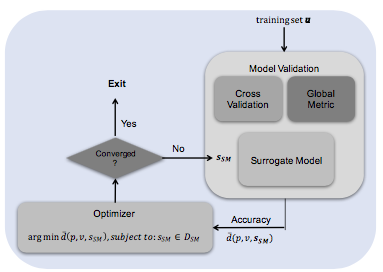 training set u
Model Validation
Cross
Validation
Global
Metric
Exit
Yes
Converged
?
No
s_SM
Surrogate Model
Optimizer
arg min d̄(p, v, s_SM), subject to: s_SM ∈ D_SM
Accuracy
d̄(p, v, s_SM)